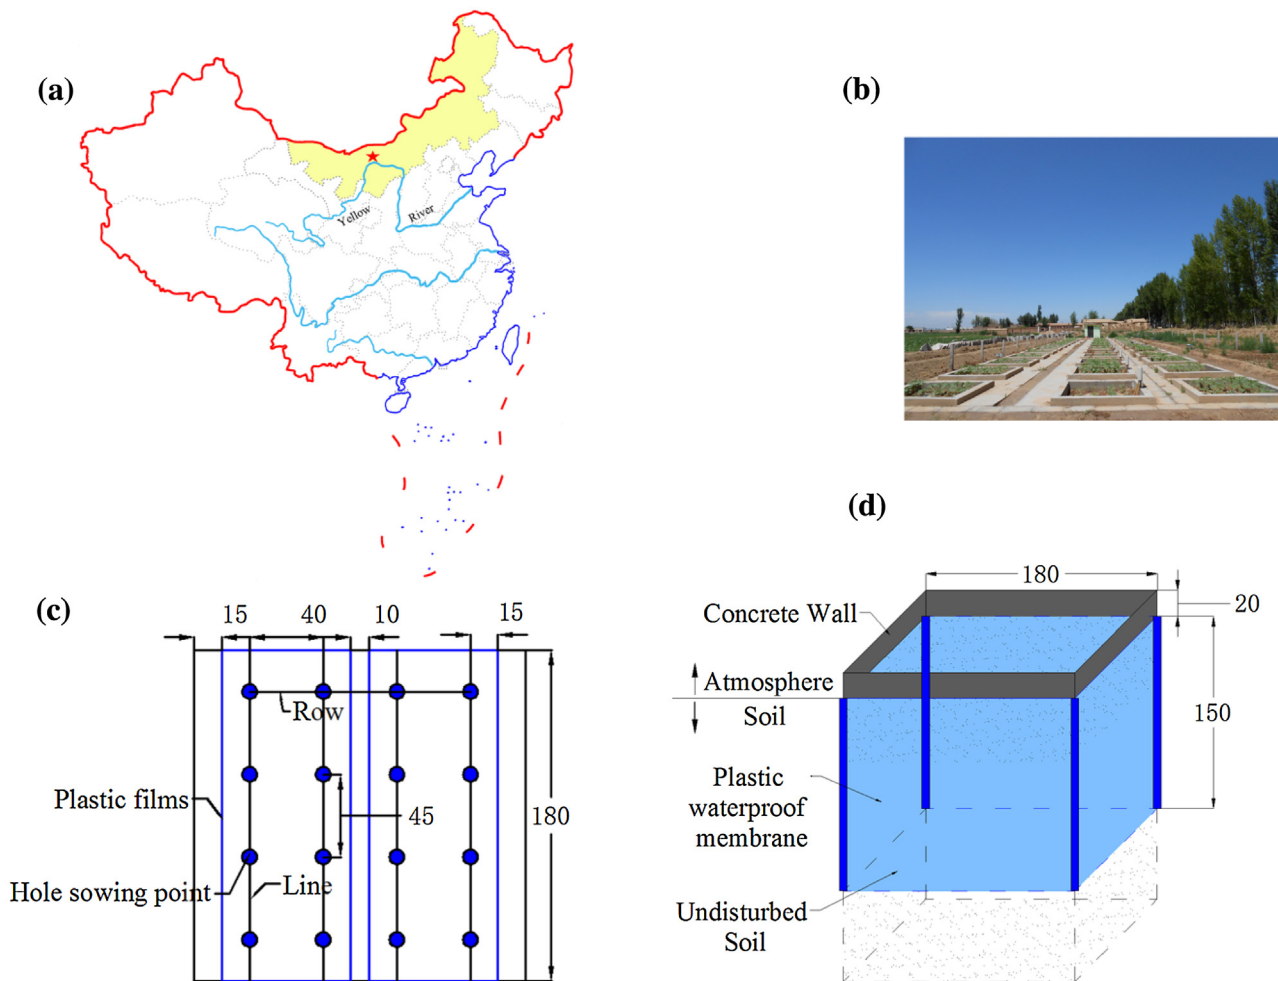 (a)
(b)
Yellow River
(d)
180
20
Concrete Wall
Atmosphere
Soil
150
Plastic
waterproof
membrane
Undisturbed
Soil
(c)
15 40 10 15
Row
Plastic films
45
180
Hole sowing point
Line